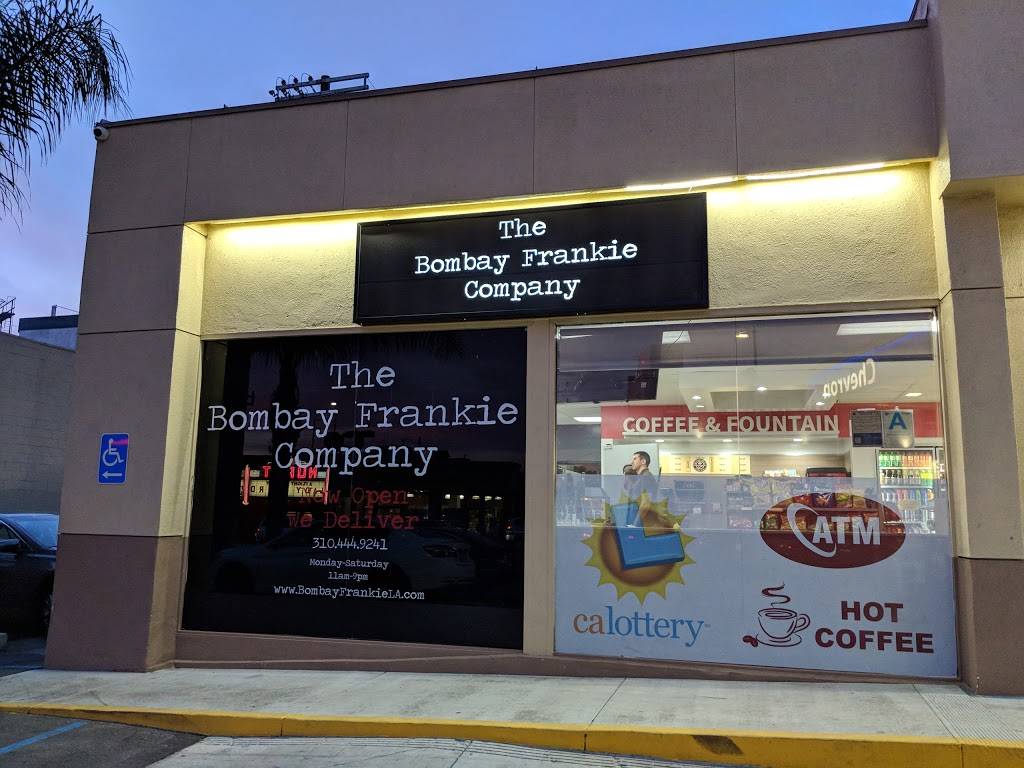 The
Bombay Frankie
Company
The
Bombay Frankie
Company
Now Open
We Deliver
310.444.9241
Monday-Saturday
11am-9pm
www.BombayFrankieLA.com
Chevron
COFFEE & FOUNTAIN
A
ATM
calottery
HOT
COFFEE